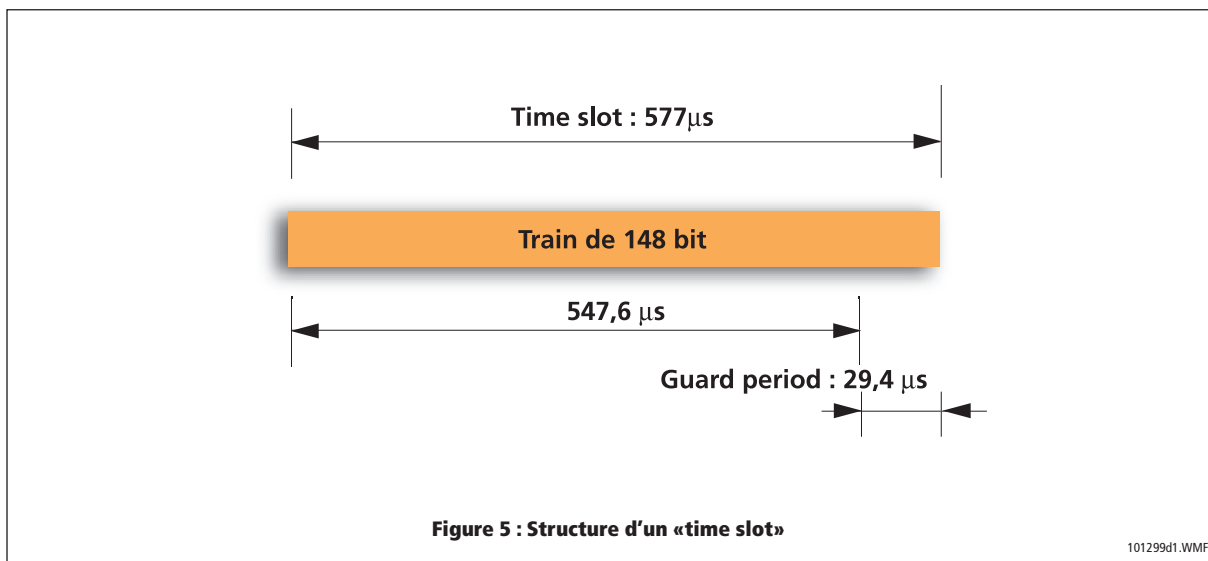 Time slot : 577µs
Train de 148 bit
547,6 µs
Guard period : 29,4 µs
Figure 5 : Structure d’un «time slot»
101299d1.WMF